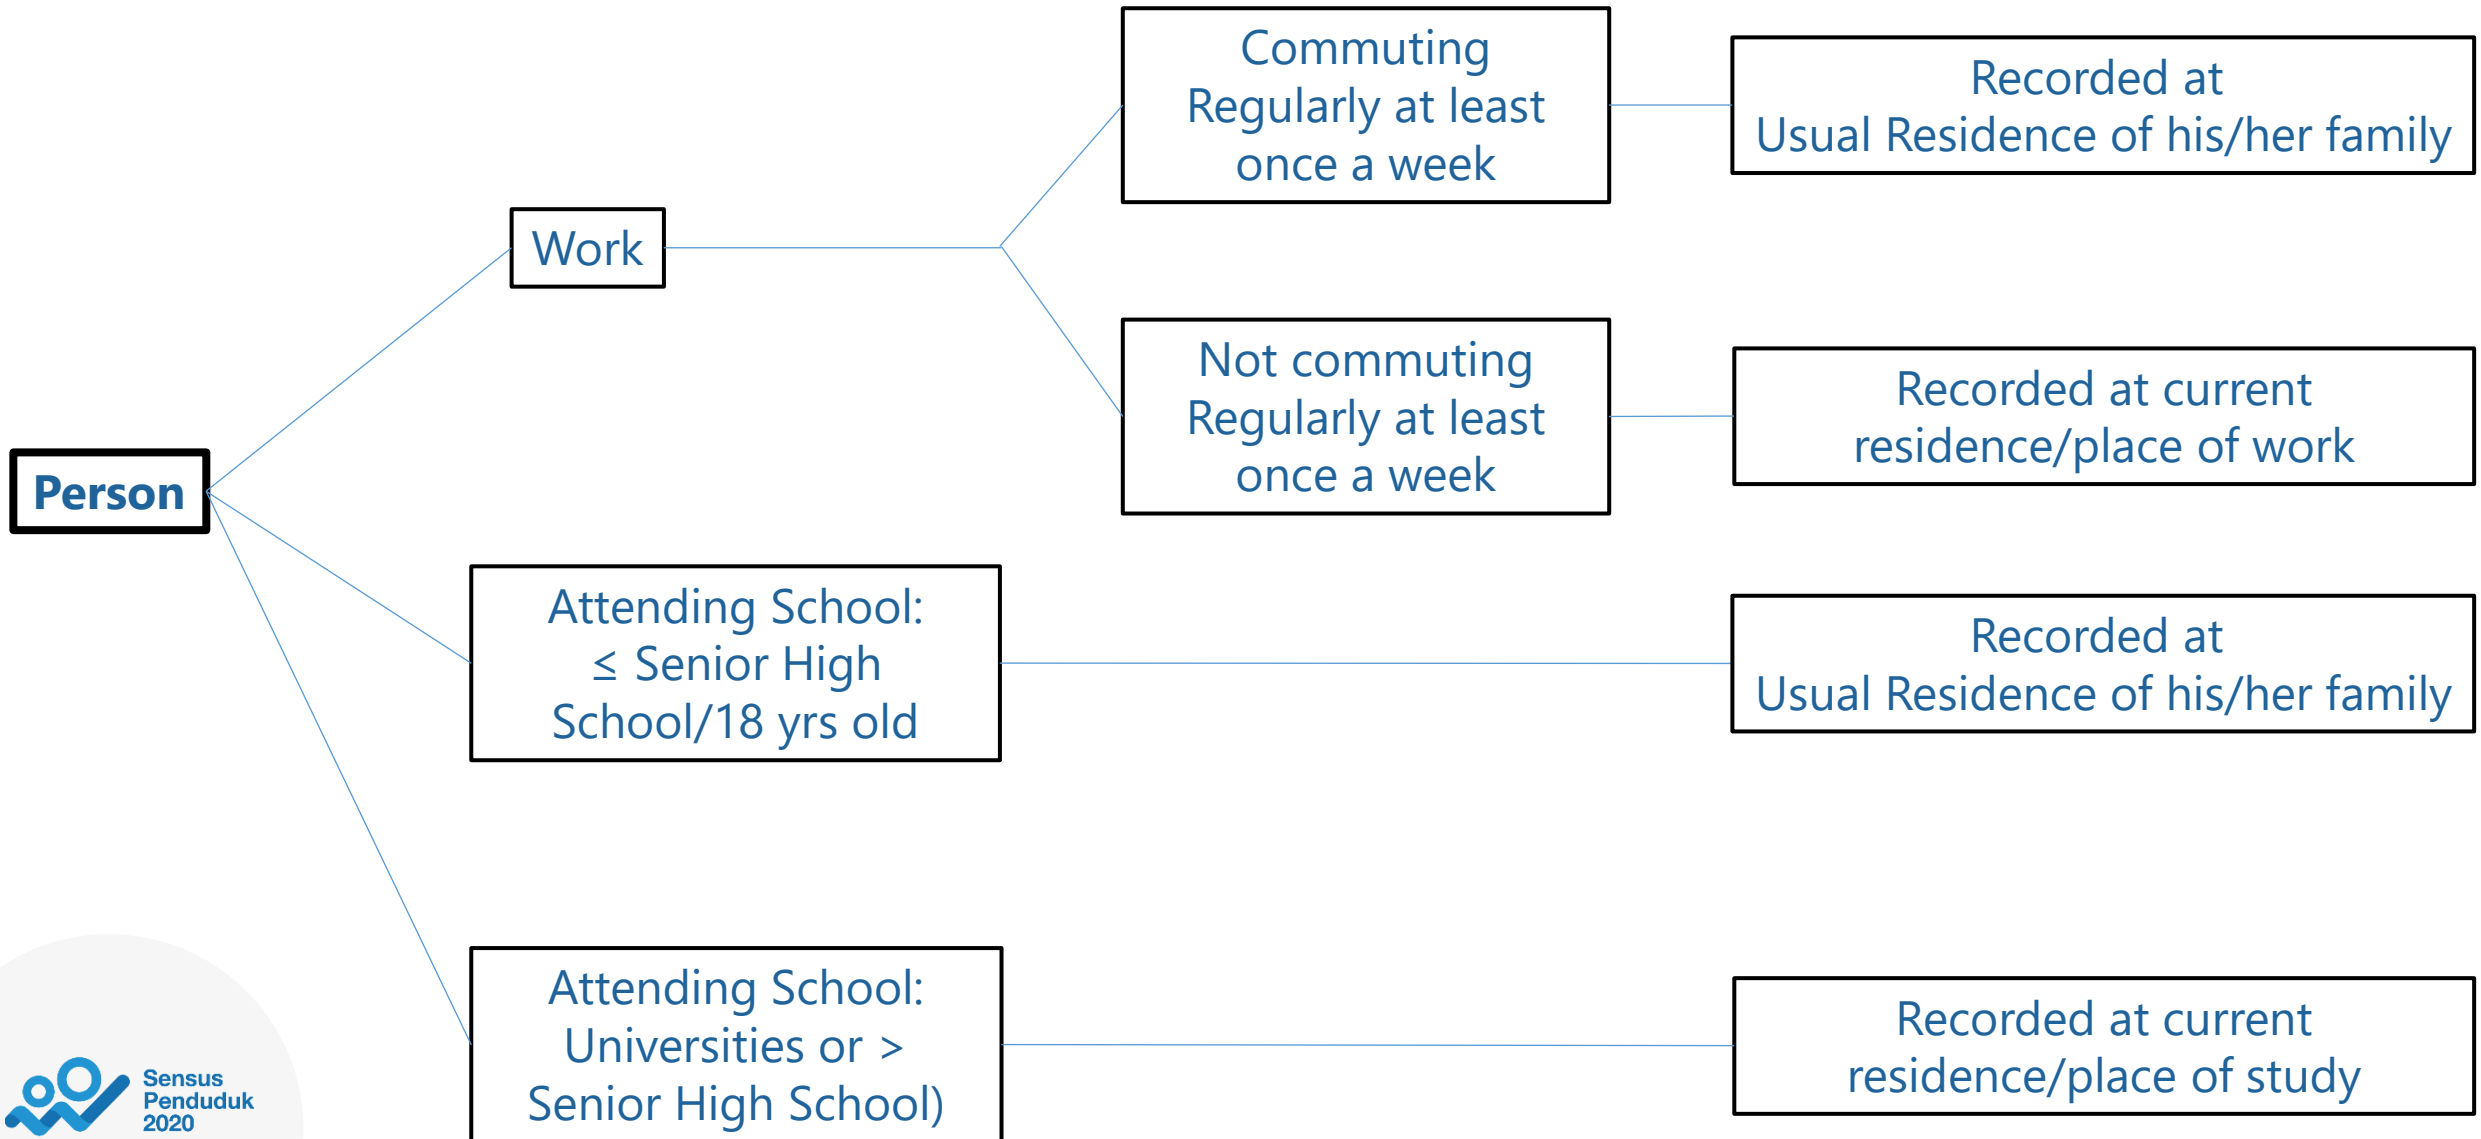 Person
Work
Commuting
Regularly at least
once a week
Recorded at
Usual Residence of his/her family
Not commuting
Regularly at least
once a week
Recorded at current
residence/place of work
Attending School:
≤ Senior High
School/18 yrs old
Recorded at
Usual Residence of his/her family
Attending School:
Universities or >
Senior High School)
Recorded at current
residence/place of study
Sensus
Penduduk
2020